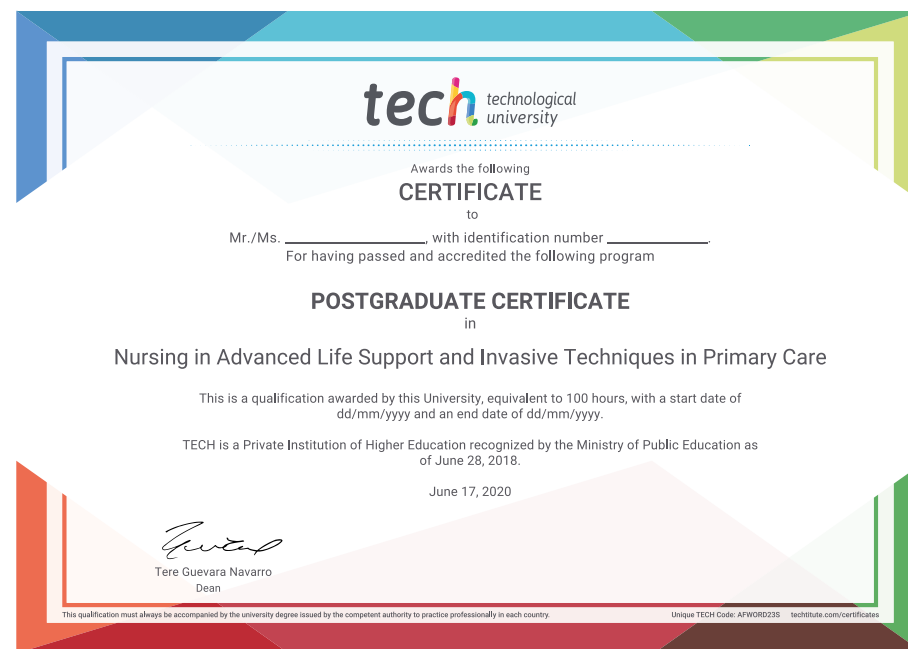 tech technological
university
Awards the following
CERTIFICATE
to
Mr./Ms. ____________________, with identification number ______________.
For having passed and accredited the following program
POSTGRADUATE CERTIFICATE
in
Nursing in Advanced Life Support and Invasive Techniques in Primary Care
This is a qualification awarded by this University, equivalent to 100 hours, with a start date of
dd/mm/yyyy and an end date of dd/mm/yyyy.
TECH is a Private Institution of Higher Education recognized by the Ministry of Public Education as
of June 28, 2018.
June 17, 2020
Tere Guevara Navarro
Dean
This qualification must always be accompanied by the university degree issued by the competent authority to practice professionally in each country. Unique TECH Code: AFWORD23S techtitute.com/certificates